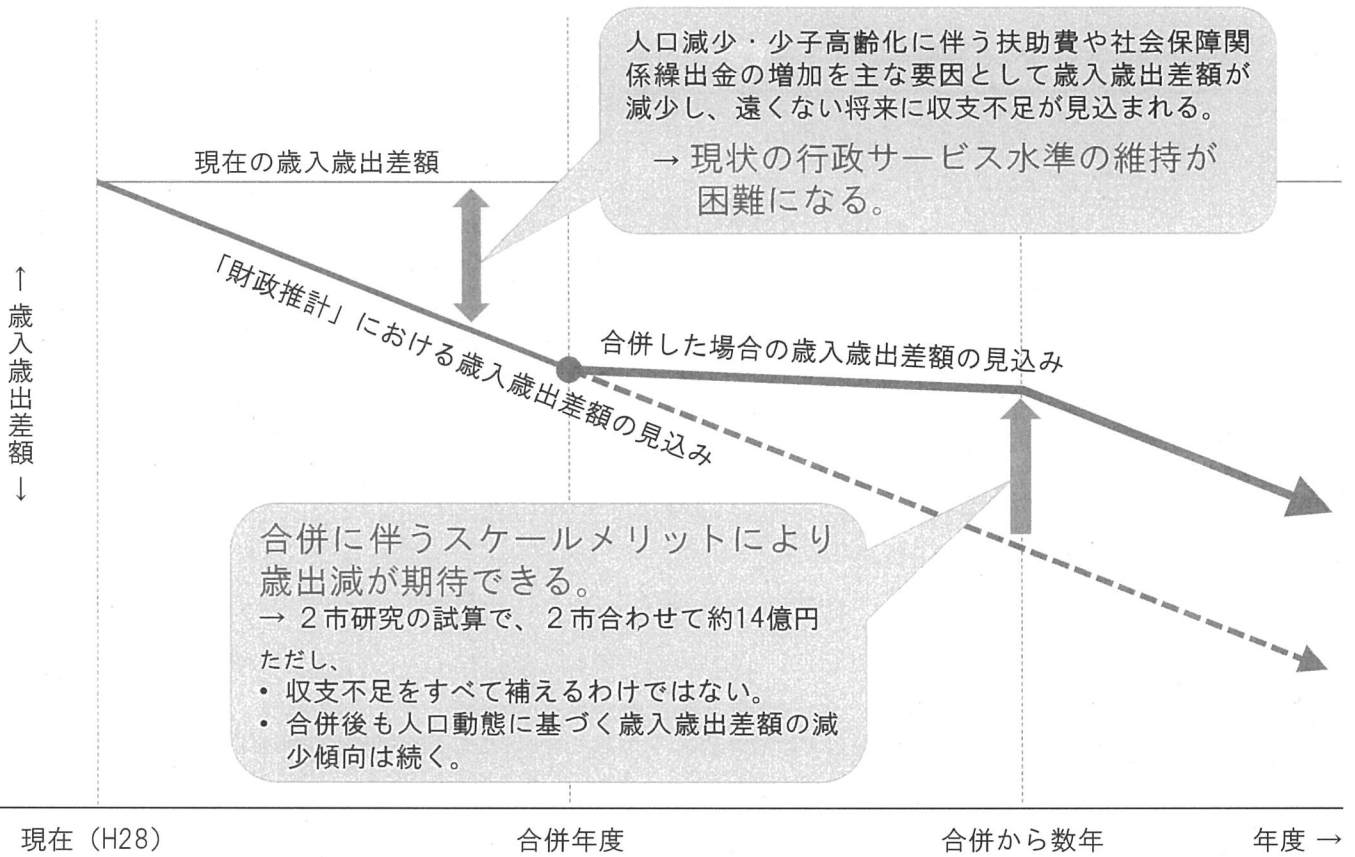 人口減少・少子高齢化に伴う扶助費や社会保障関
係繰出金の増加を主な要因として歳入歳出差額が
減少し、遠くない将来に収支不足が見込まれる。
→ 現状の行政サービス水準の維持が
困難になる。
現在の歳入歳出差額
← 歳入歳出差額 →
「財政推計」における歳入歳出差額の見込み
合併した場合の歳入歳出差額の見込み
合併に伴うスケールメリットにより
歳出減が期待できる。
→ ２市研究の試算で、２市合わせて約14億円
ただし、
• 収支不足をすべて補えるわけではない。
• 合併後も人口動態に基づく歳入歳出差額の減
少傾向は続く。
現在（H28）
合併年度
合併から数年
年度 →